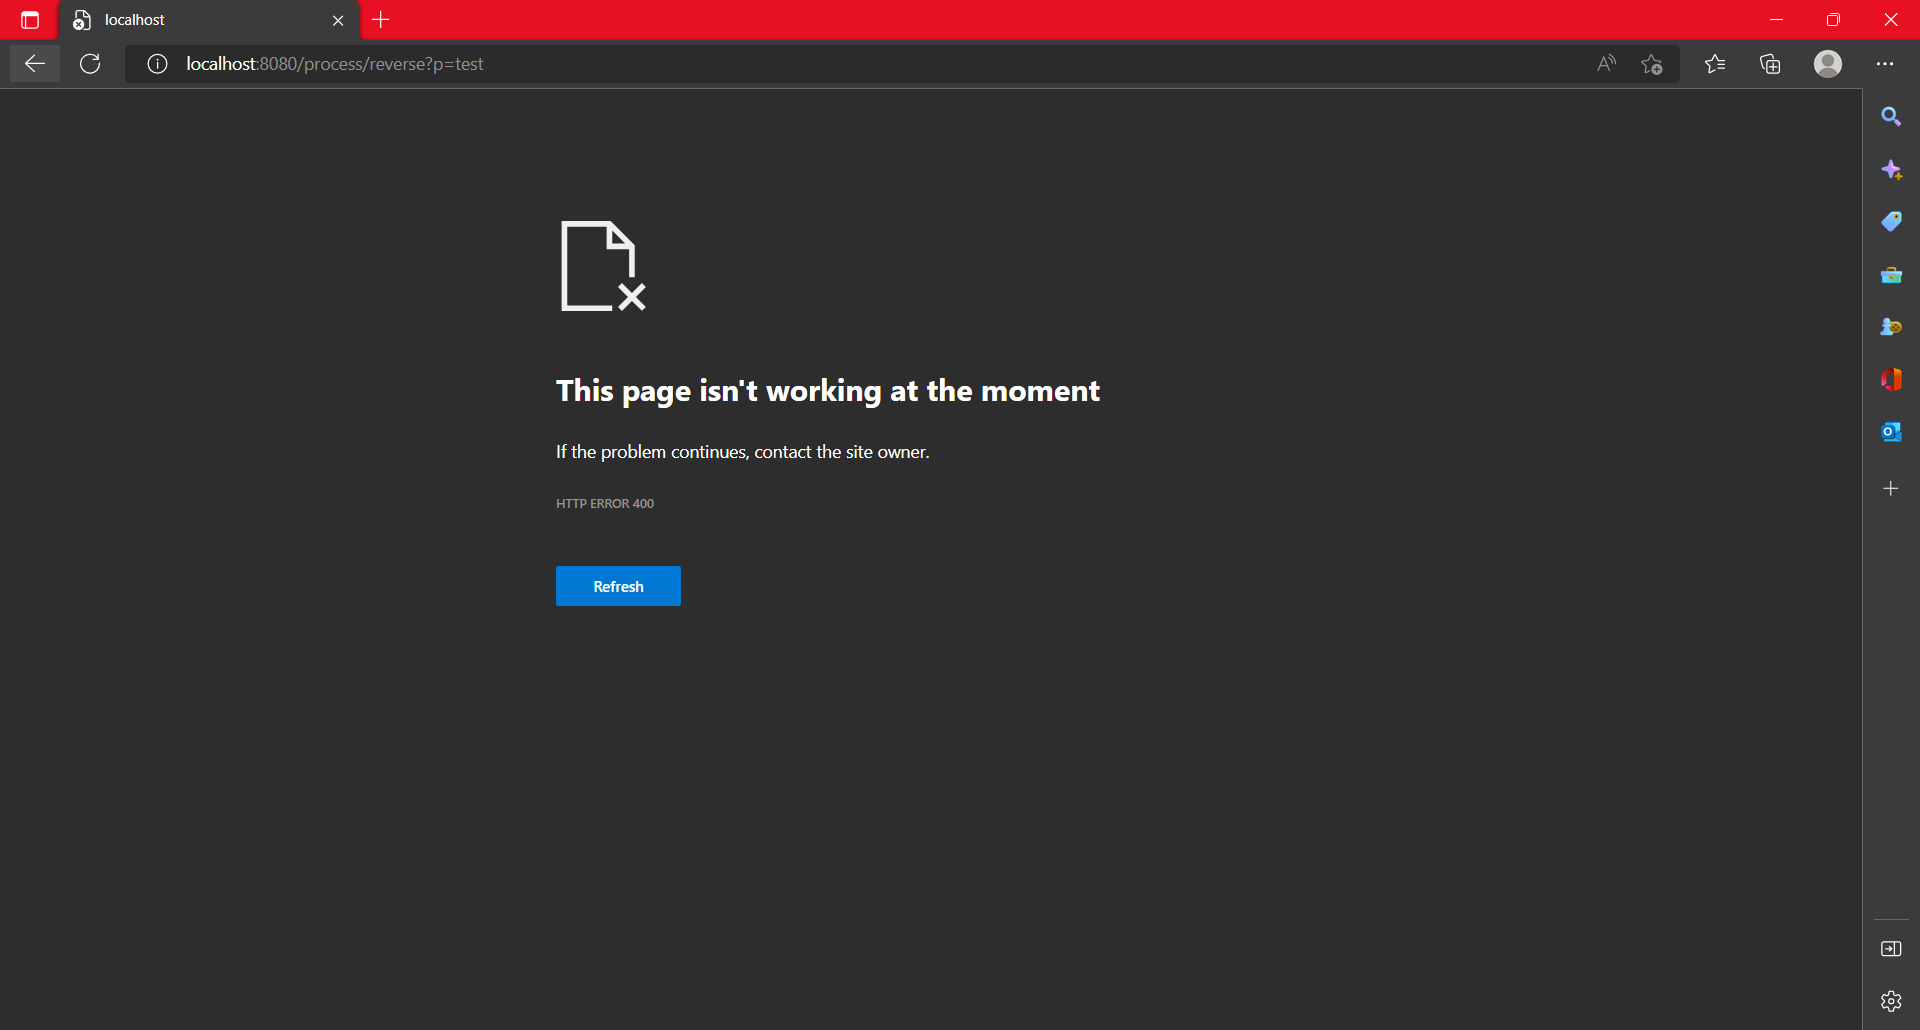 localhost
localhost:8080/process/reverse?p=test
This page isn't working at the moment
If the problem continues, contact the site owner.
HTTP ERROR 400
Refresh